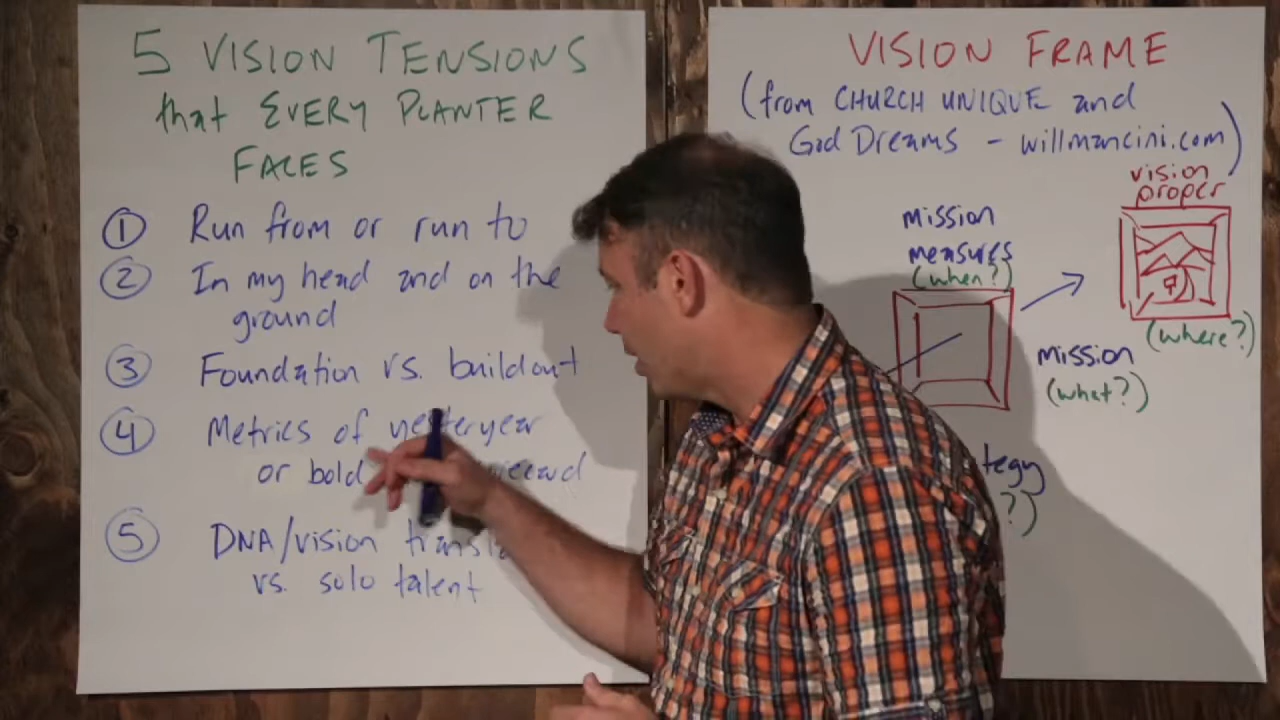 5 VISION TENSIONS
that EVERY PLANTER
FACES
① Run from or run to
② In my head and on the
ground
③ Foundation vs. buildout
④ Metrics of yesteryear
or bold
⑤ DNA/vision
vs. solo talent
VISION FRAME
(from CHURCH UNIQUE and
God Dreams - willmancini.com)
vision
proper
(where?)
mission
measures
(when?)
mission
(what?)
tegy
?)